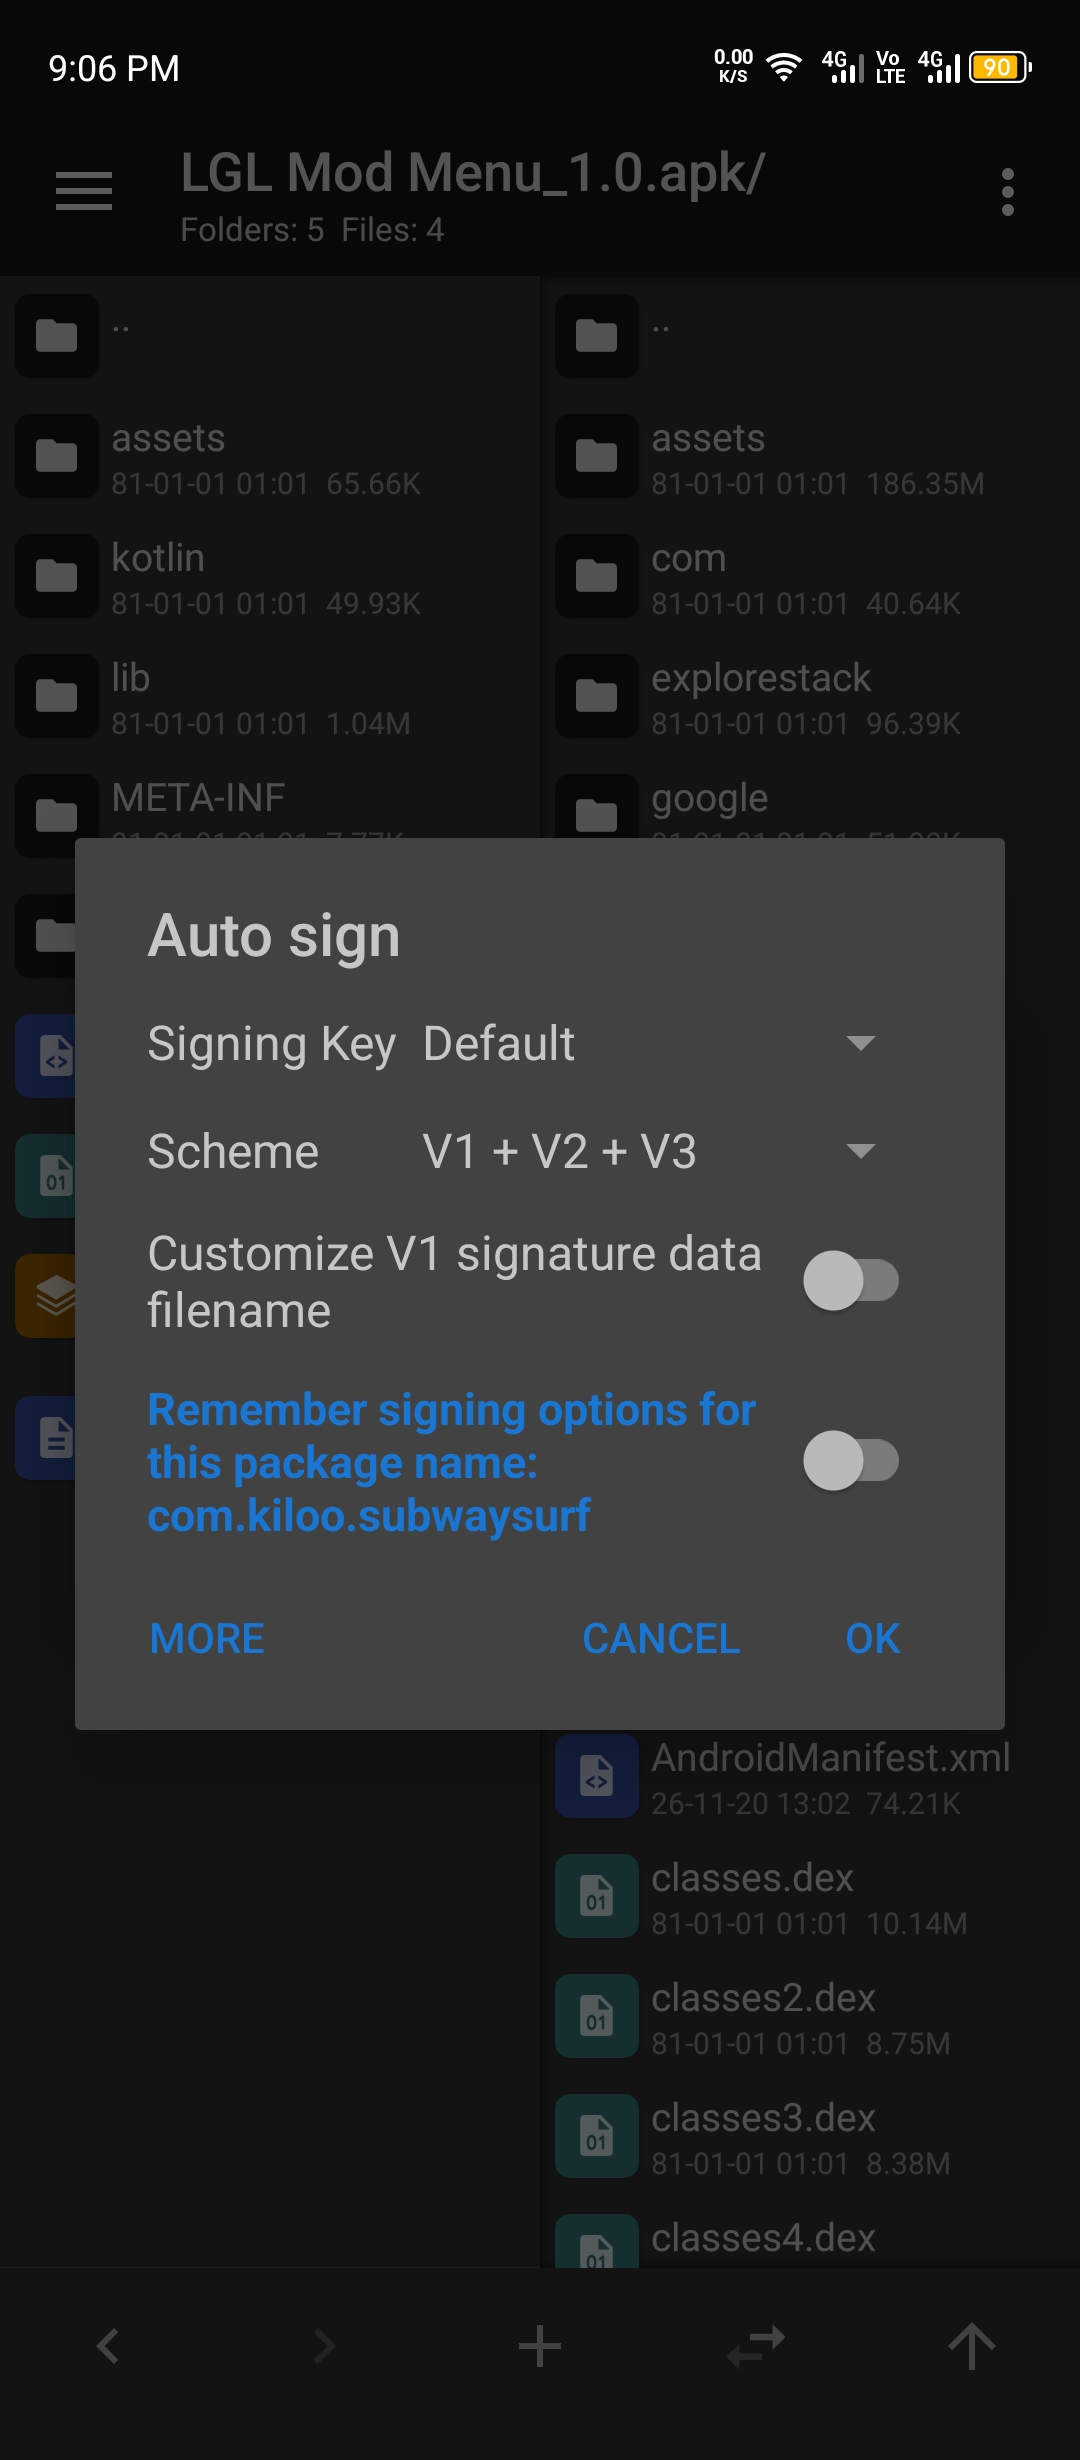 9:06 PM
0.00 K/S 4G Vo LTE 4G 90
LGL Mod Menu_1.0.apk/
Folders: 5  Files: 4
..
assets
81-01-01 01:01  65.66K
kotlin
81-01-01 01:01  49.93K
lib
81-01-01 01:01  1.04M
META-INF
..
assets
81-01-01 01:01  186.35M
com
81-01-01 01:01  40.64K
explorestack
81-01-01 01:01  96.39K
google
Auto sign
Signing Key  Default
Scheme  V1 + V2 + V3
Customize V1 signature data
filename
Remember signing options for
this package name:
com.kiloo.subwaysurf
MORE  CANCEL  OK
01
AndroidManifest.xml
26-11-20 13:02  74.21K
01
classes.dex
81-01-01 01:01  10.14M
01
classes2.dex
81-01-01 01:01  8.75M
01
classes3.dex
81-01-01 01:01  8.38M
01
classes4.dex